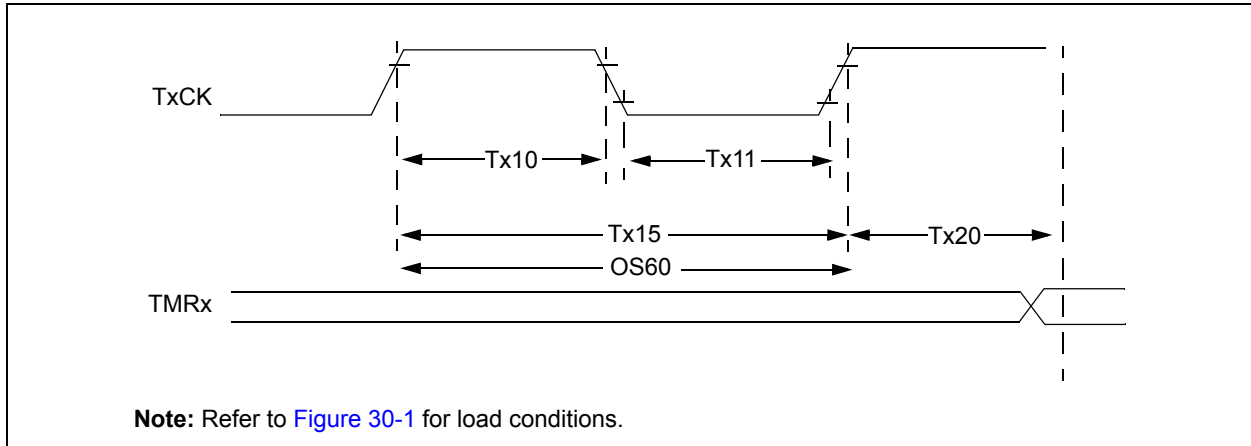 TxCK
Tx10
Tx11
Tx15
Tx20
OS60
TMRx
Note: Refer to Figure 30-1 for load conditions.